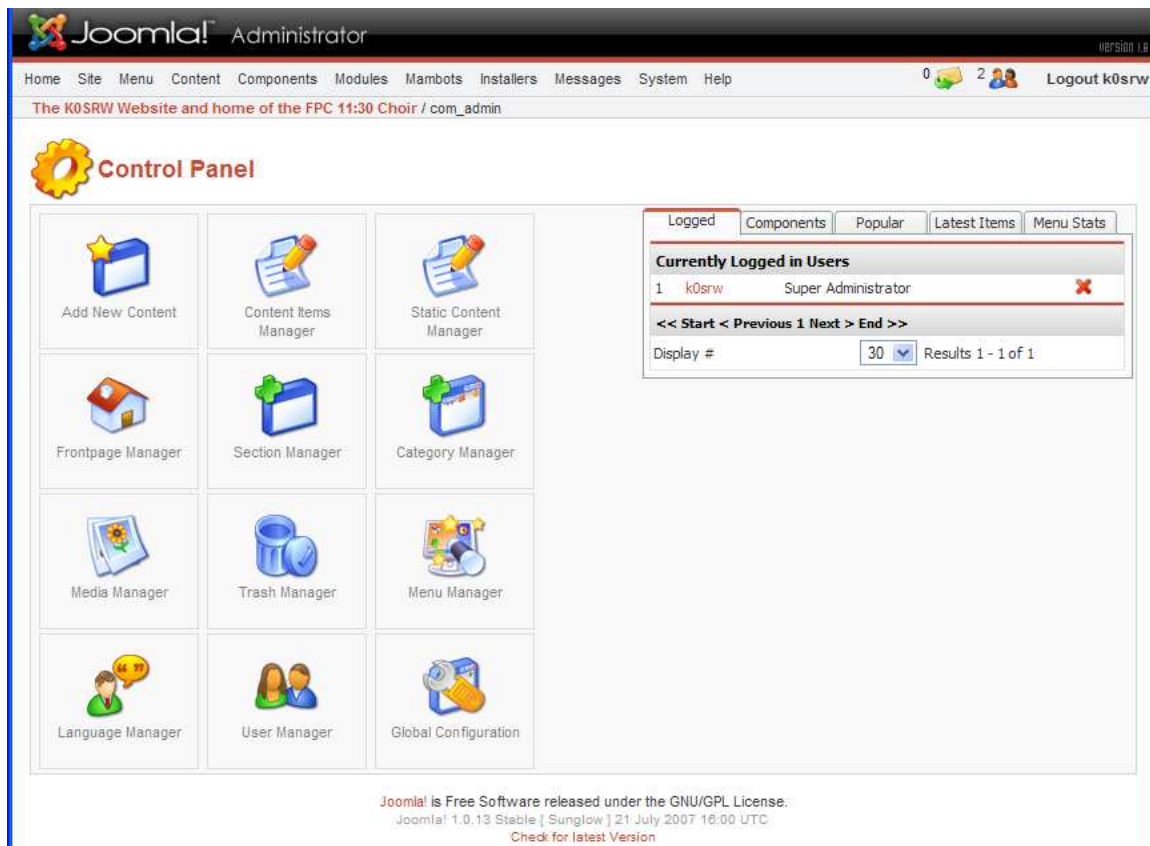 Joomla!™ Administrator
version 1.0
Home Site Menu Content Components Modules Mambots Installers Messages System Help 0 2 Logout k0srw
The K0SRW Website and home of the FPC 11:30 Choir / com_admin
Control Panel
Logged Components Popular Latest Items Menu Stats
Currently Logged in Users
1 k0srw Super Administrator
<< Start < Previous 1 Next > End >>
Display # 30 Results 1 - 1 of 1
Add New Content
Content Items
Manager
Static Content
Manager
Frontpage Manager
Section Manager
Category Manager
Media Manager
Trash Manager
Menu Manager
Language Manager
User Manager
Global Configuration
Joomla! is Free Software released under the GNU/GPL License.
Joomla! 1.0.13 Stable [ Sunglow ] 21 July 2007 16:00 UTC
Check for latest Version